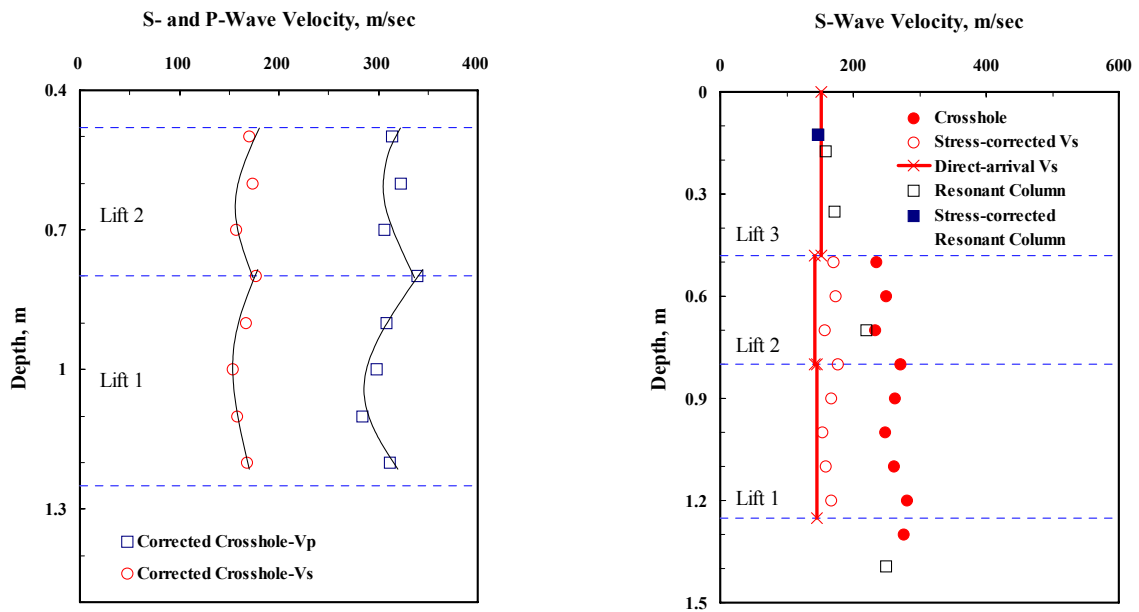 S- and P-Wave Velocity, m/sec
0 100 200 300 400
0.4
0.7
1
1.3
Depth, m
Lift 2
Lift 1
Corrected Crosshole-Vp
Corrected Crosshole-Vs
S-Wave Velocity, m/sec
0 200 400 600
0
0.3
0.6
0.9
1.2
1.5
Depth, m
Crosshole
Stress-corrected Vs
Direct-arrival Vs
Resonant Column
Stress-corrected
Resonant Column
Lift 3
Lift 2
Lift 1